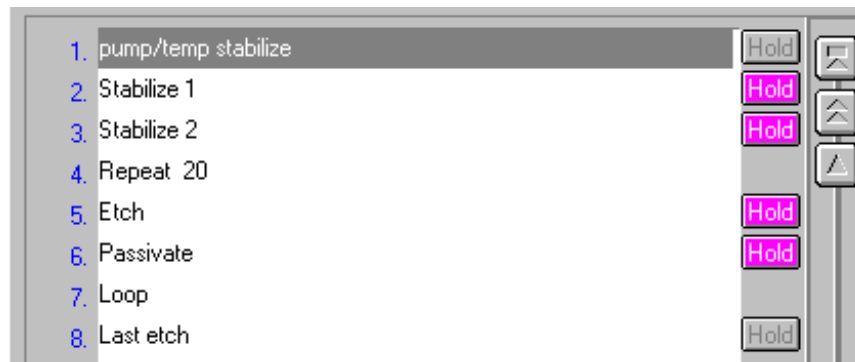 1. pump/temp stabilize Hold
2. Stabilize 1 Hold
3. Stabilize 2 Hold
4. Repeat 20
5. Etch Hold
6. Passivate Hold
7. Loop
8. Last etch Hold